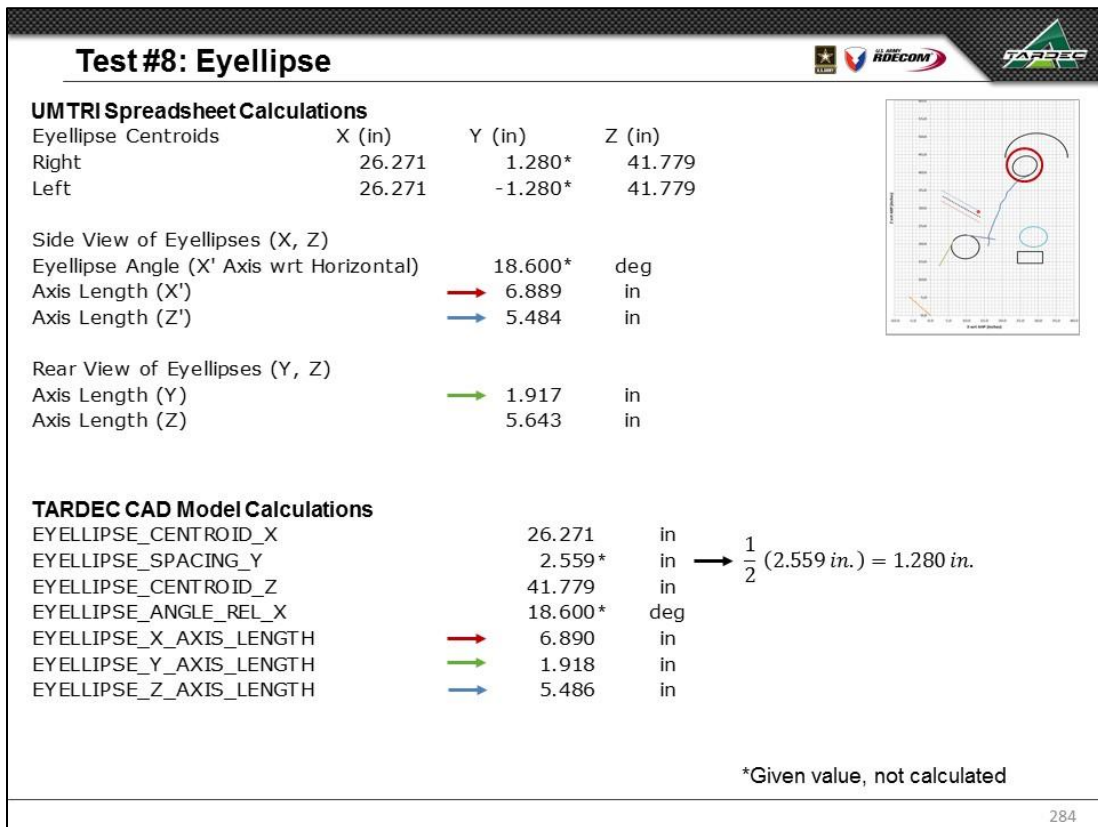 Test #8: Eyellipse
U.S. ARMY
RDECOM
TARDEC
UMTRI Spreadsheet Calculations
Eyellipse Centroids X (in) Y (in) Z (in)
Right 26.271 1.280* 41.779
Left 26.271 -1.280* 41.779
Side View of Eyellipses (X, Z)
Eyellipse Angle (X' Axis wrt Horizontal) 18.600* deg
Axis Length (X') 6.889 in
Axis Length (Z') 5.484 in
Rear View of Eyellipses (Y, Z)
Axis Length (Y) 1.917 in
Axis Length (Z) 5.643 in
TARDEC CAD Model Calculations
EYELLIPSE_CENTROID_X 26.271 in
EYELLIPSE_SPACING_Y 2.559* in → 1/2 (2.559 in.) = 1.280 in.
EYELLIPSE_CENTROID_Z 41.779 in
EYELLIPSE_ANGLE_REL_X 18.600* deg
EYELLIPSE_X_AXIS_LENGTH 6.890 in
EYELLIPSE_Y_AXIS_LENGTH 1.918 in
EYELLIPSE_Z_AXIS_LENGTH 5.486 in
*Given value, not calculated
284